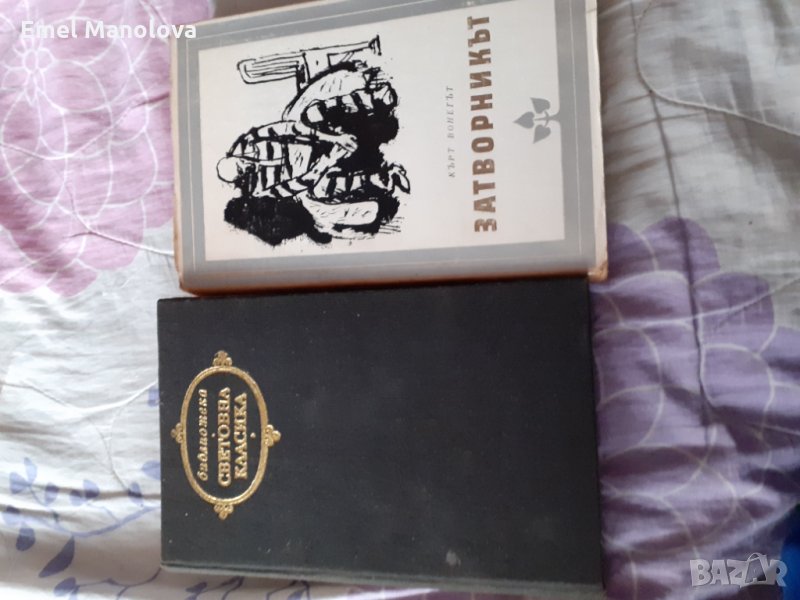 Emel Manolova
КЪРТ ВОНЕГЪТ
ЗАТВОРНИКЪТ
библиотека
СВЕТОВНА
КЛАСИКА
BAZAR